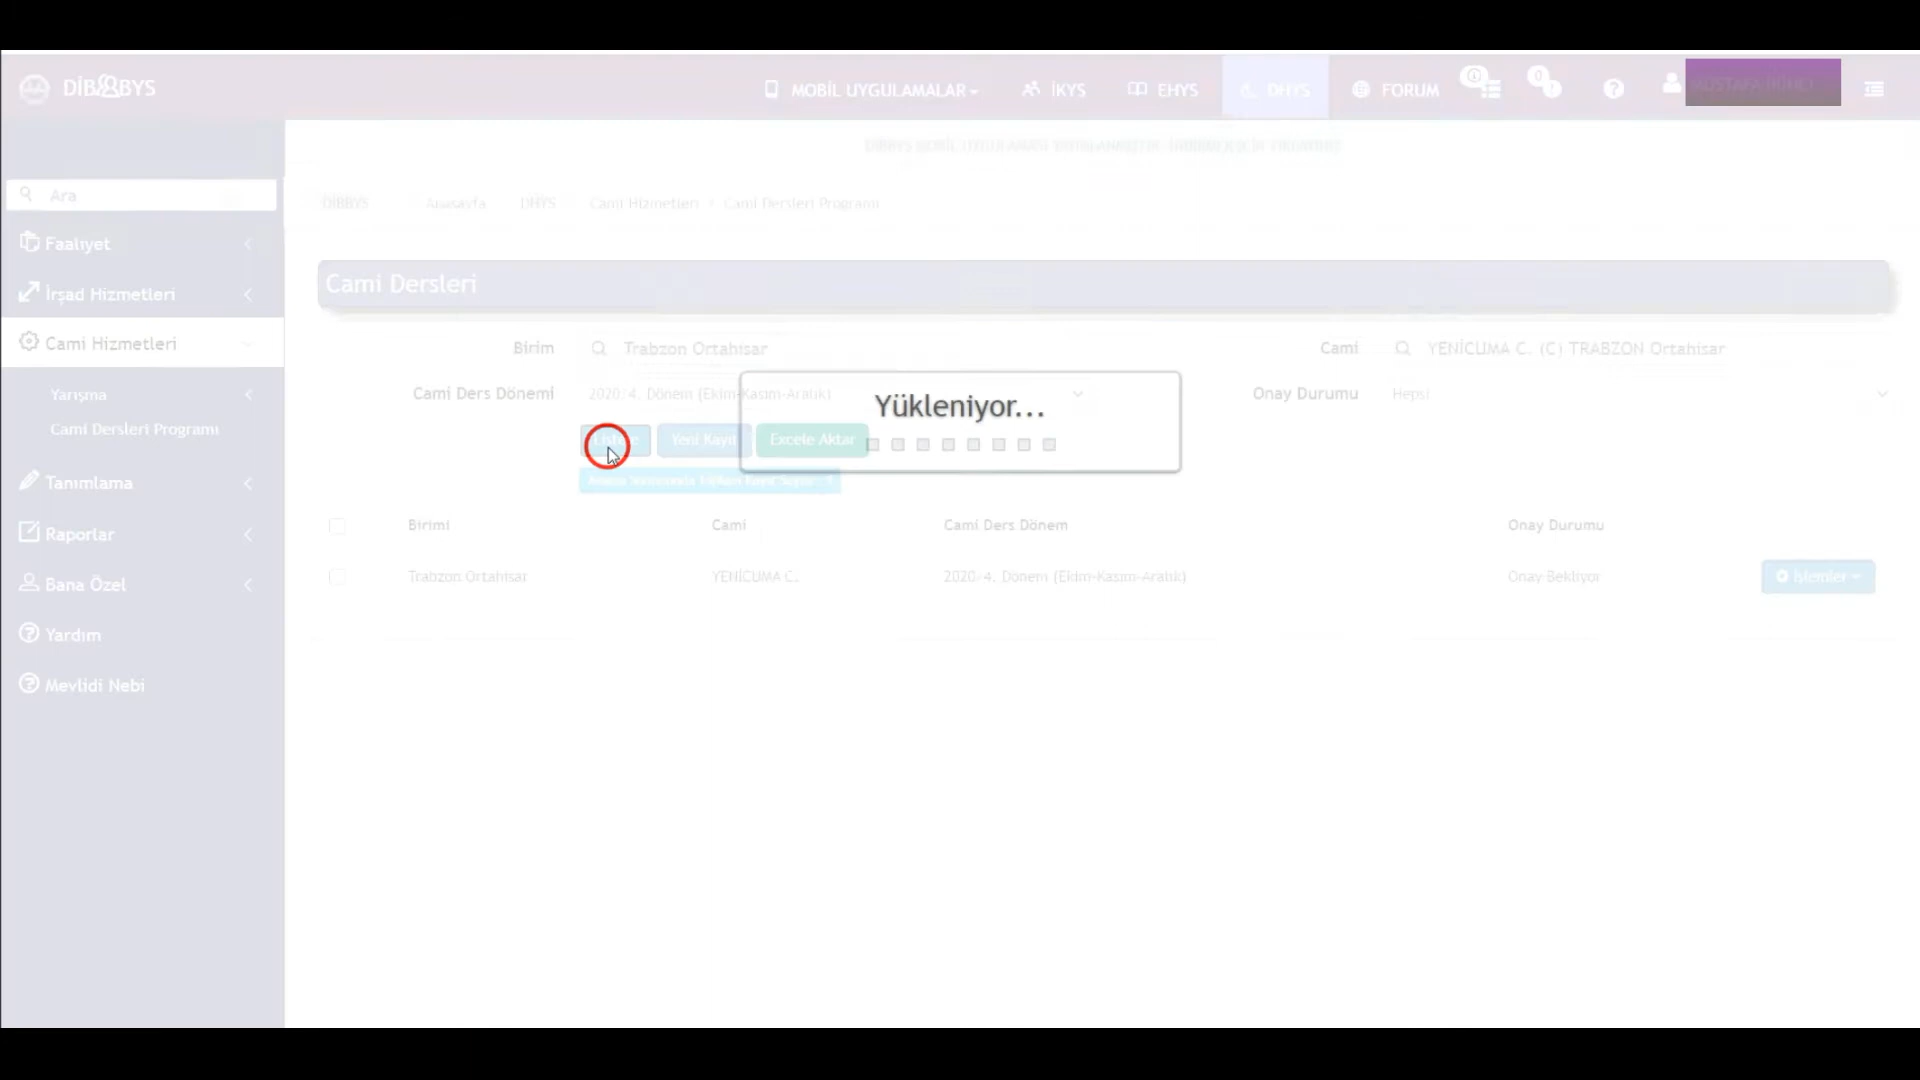 DİBBYS
MOBİL UYGULAMALAR
İKYS
EHYS
DHYS
FORUM
0
Ara
DİBBYS
Anasayfa
DHYS
Cami Hizmetleri
Cami Dersleri Programı
Faaliyet
İrşad Hizmetleri
Cami Hizmetleri
Yarışma
Cami Dersleri Programı
Tanımlama
Raporlar
Bana Özel
Yardım
Mevlidi Nebi
Cami Dersleri
Birim
Trabzon Ortahisar
Cami
YENİCUMA C. (C) TRABZON Ortahisar
Cami Ders Dönemi
2020/4. Dönem (Ekim-Kasım-Aralık)
Onay Durumu
Hepsi
Yükleniyor...
Listele
Yeni Kayıt
Excele Aktar
Birimi
Cami
Cami Ders Dönem
Onay Durumu
Trabzon Ortahisar
YENİCUMA C.
2020/4. Dönem (Ekim-Kasım-Aralık)
Onay Bekliyor
İşlemler